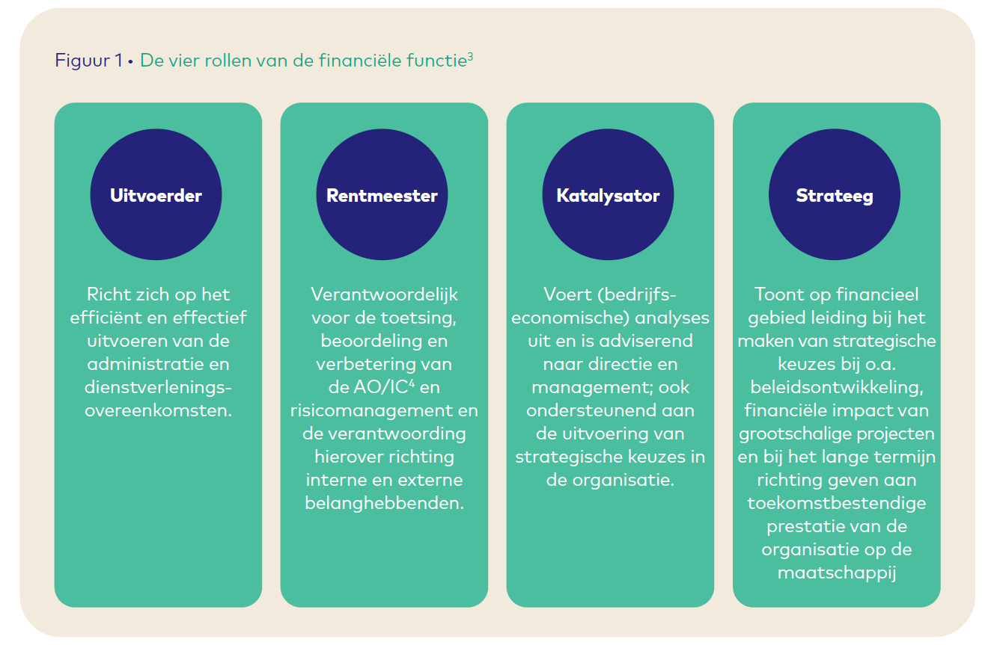 Figuur 1 • De vier rollen van de financiële functie³
Uitvoerder
Richt zich op het
efficiënt en effectief
uitvoeren van de
administratie en
dienstverlenings-
overeenkomsten.
Rentmeester
Verantwoordelijk
voor de toetsing,
beoordeling en
verbetering van
de AO/IC⁴ en
risicomanagement en
de verantwoording
hierover richting
interne en externe
belanghebbenden.
Katalysator
Voert (bedrijfs-
economische) analyses
uit en is adviserend
naar directie en
management; ook
ondersteunend aan
de uitvoering van
strategische keuzes in
de organisatie.
Strateeg
Toont op financieel
gebied leiding bij het
maken van strategische
keuzes bij o.a.
beleidsontwikkeling,
financiële impact van
grootschalige projecten
en bij het lange termijn
richting geven aan
toekomstbestendige
prestatie van de
organisatie op de
maatschappij